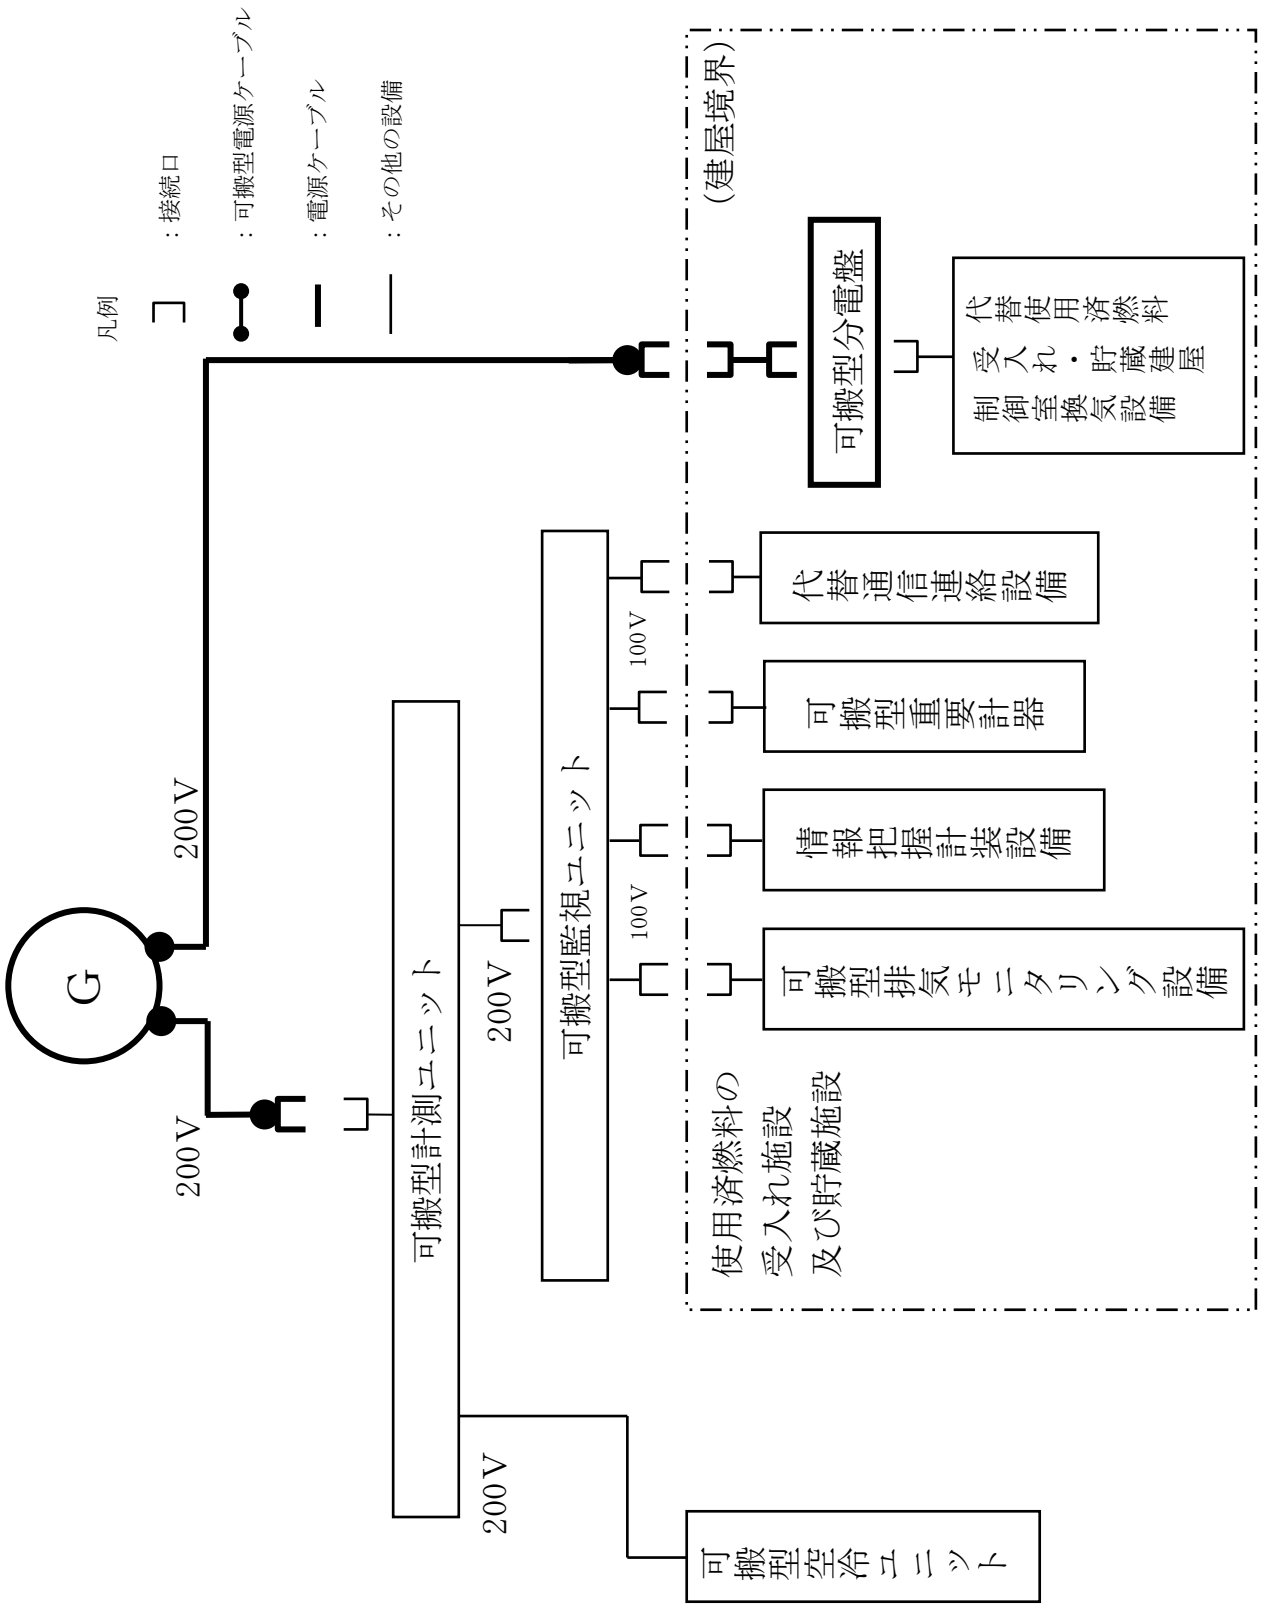 凡例
：接続口
：可搬型電源ケーブル
：電源ケーブル
：その他の設備
G
200V
200V
可搬型計測ユニット
200V
200V
可搬型監視ユニット
100V
100V
(建屋境界)
使用済燃料の
受入れ施設
及び貯蔵施設
可搬型空冷ユニット
可搬型排気モニタリング設備
情報把握計装設備
可搬型重要計器
代替通信連絡設備
可搬型分電盤
代替使用済燃料
受入れ・貯蔵建屋
制御室換気設備